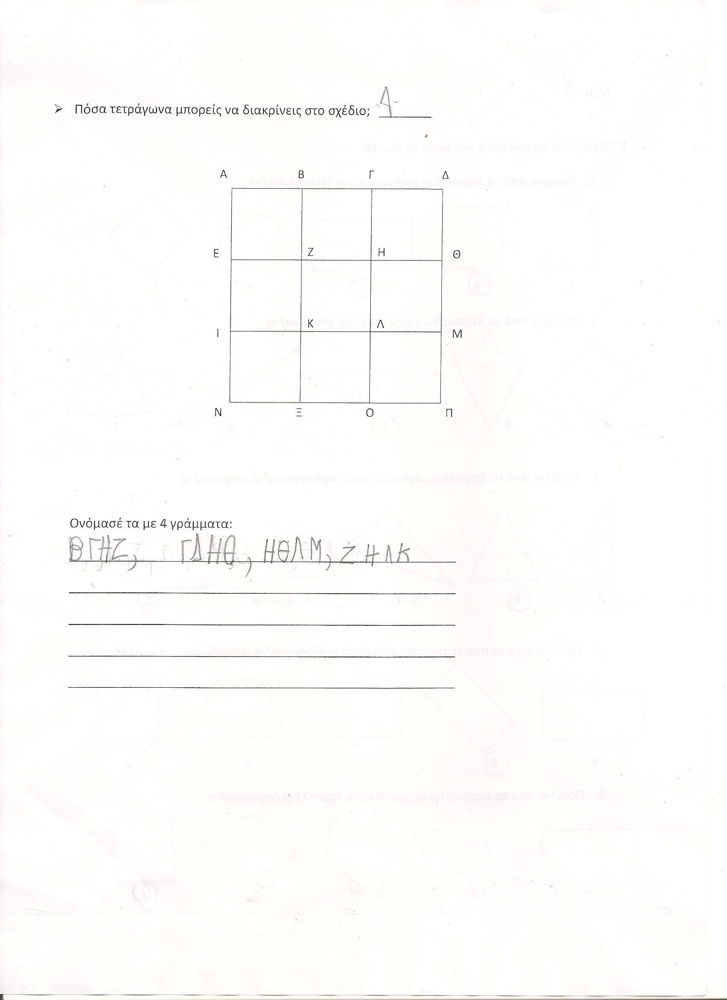 ➢ Πόσα τετράγωνα μπορείς να διακρίνεις στο σχέδιο; 4
Α Β Γ Δ
Ε Ζ Η Θ
Ι Κ Λ Μ
Ν Ξ Ο Π
Ονόμασέ τα με 4 γράμματα:
ΒΓΗΖ, ΓΔΗΘ, ΗΘΛΜ, ΖΗΛΚ